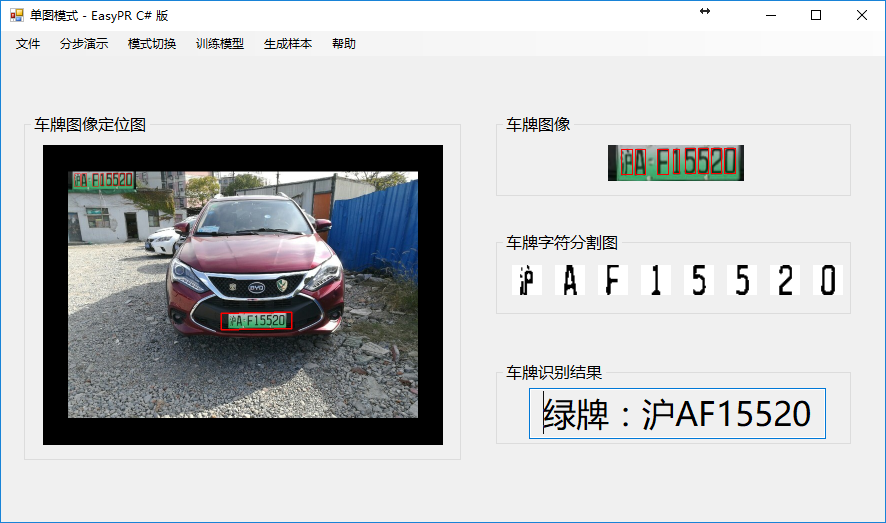 单图模式 - EasyPR C# 版
文件 分步演示 模式切换 训练模型 生成样本 帮助
车牌图像定位图
沪A·F15520
BYD
沪A·F15520
车牌图像
沪A·F15520
车牌字符分割图
沪 A F 1 5 5 2 0
车牌识别结果
绿牌：沪AF15520